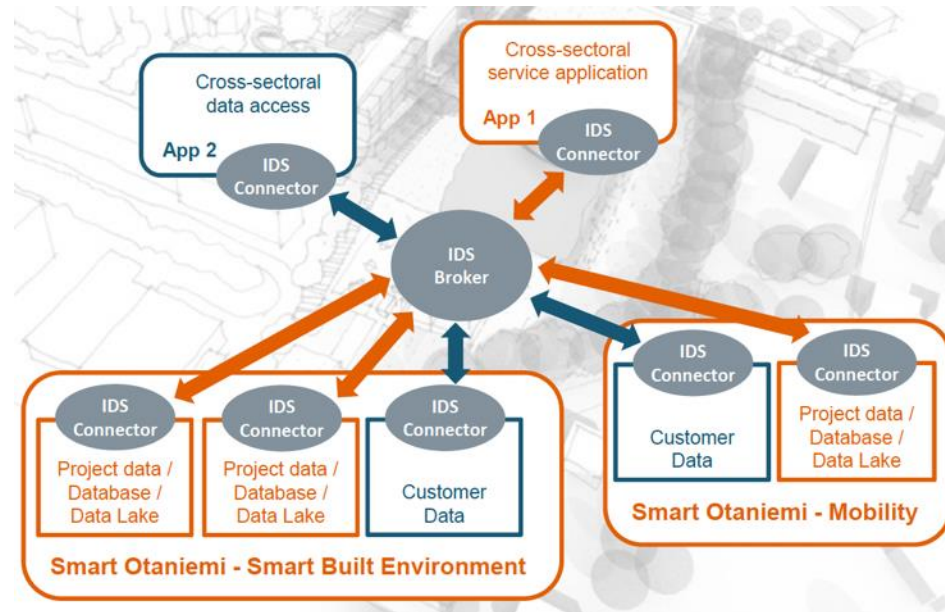 Cross-sectoral
data access
App 2
IDS
Connector
Cross-sectoral
service application
App 1
IDS
Connector
IDS
Broker
IDS
Connector
Project data /
Database /
Data Lake
IDS
Connector
Project data /
Database /
Data Lake
IDS
Connector
Customer
Data
Smart Otaniemi - Smart Built Environment
IDS
Connector
Customer
Data
IDS
Connector
Project data /
Database /
Data Lake
Smart Otaniemi - Mobility